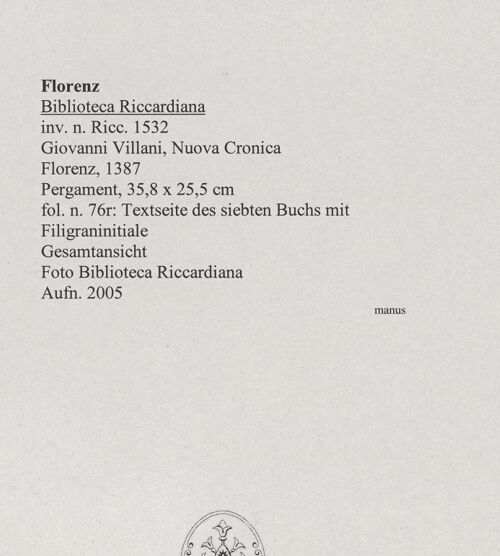 Florenz
Biblioteca Riccardiana
inv. n. Ricc. 1532
Giovanni Villani, Nuova Cronica
Florenz, 1387
Pergament, 35,8 x 25,5 cm
fol. n. 76r: Textseite des siebten Buchs mit
Filigraninitiale
Gesamtansicht
Foto Biblioteca Riccardiana
Aufn. 2005
manus